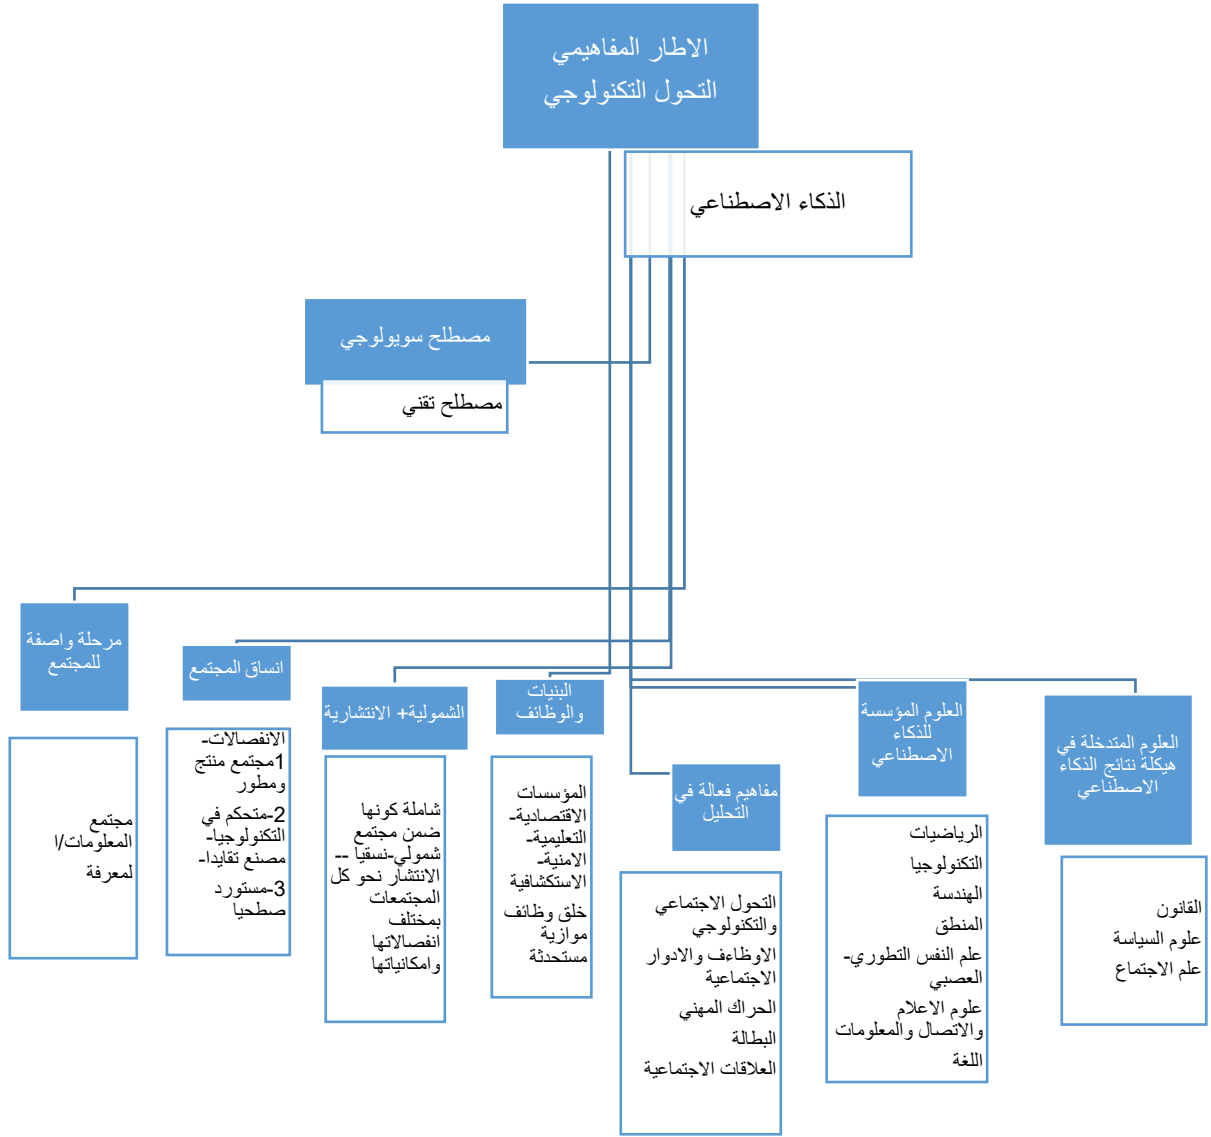 الاطار المفاهيمي
التحول التكنولوجي
الذكاء الاصطناعي
مصطلح سويولوجي
مصطلح تقني
العلوم المتدخلة في
هيكلة نتائج الذكاء
الاصطناعي
القانون
علوم السياسة
علم الاجتماع
العلوم المؤسسة
للذكاء
الاصطناعي
الرياضيات
التكنولوجيا
الهندسة
المنطق
علم النفس التطوري-
العصبي
علوم الاعلام
والاتصال والمعلومات
اللغة
مفاهيم فعالة في
التحليل
التحول الاجتماعي
والتكنولوجي
الاوظاءف والادوار
الاجتماعية
الحراك المهني
البطالة
العلاقات الاجتماعية
البنيات
والوظائف
المؤسسات
الاقتصادية-
التعليمية-
الامنية-
الاستكشافية
خلق وظائف
موازية
مستحدثة
الشمولية+ الانتشارية
شاملة كونها
ضمن مجتمع
شمولي-نسقيا --
الانتشار نحو كل
المجتمعات
بمختلف
انفصالاتها
وامكانياتها
انساق المجتمع
الانفصالات-
1مجتمع منتج
ومطور
2-متحكم في
التكنولوجيا-
مصنع تقايدا-
3-مستورد
صطحيا
مرحلة واصفة
للمجتمع
مجتمع
المعلومات/ا
لمعرفة